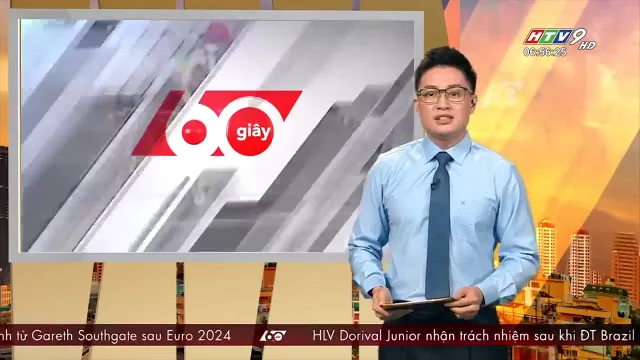 HTV9 HD
06:56:25
60 giây
nh từ Gareth Southgate sau Euro 2024 60 HLV Dorival Junior nhận trách nhiệm sau khi ĐT Brazil